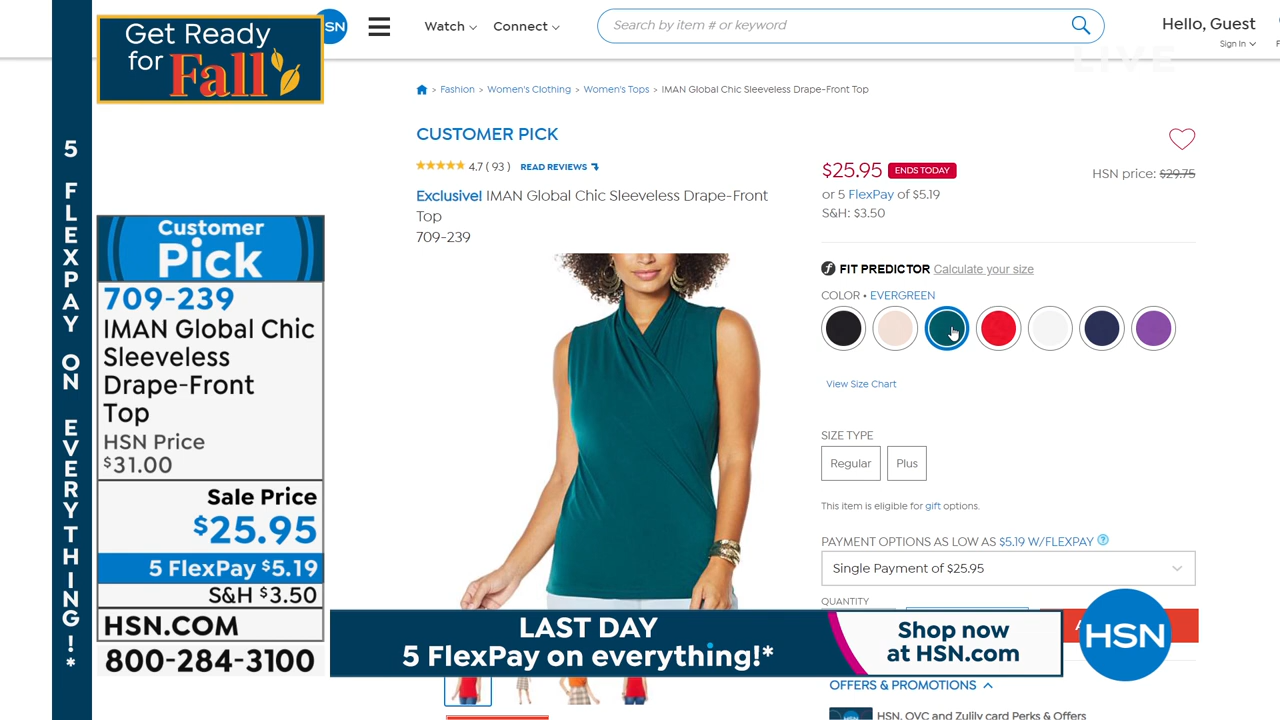 5 FLEXPAY ON EVERYTHING!*
Get Ready
for Fall
HSN
Watch
Connect
Search by item # or keyword
Hello, Guest
Sign In
LIVE
Fashion > Women's Clothing > Women's Tops > IMAN Global Chic Sleeveless Drape-Front Top
CUSTOMER PICK
4.7 ( 93 ) READ REVIEWS
Exclusive! IMAN Global Chic Sleeveless Drape-Front
Top
709-239
$25.95 ENDS TODAY
HSN price: $29.75
or 5 FlexPay of $5.19
S&H: $3.50
FIT PREDICTOR Calculate your size
COLOR • EVERGREEN
View Size Chart
SIZE TYPE
Regular
Plus
This item is eligible for gift options.
PAYMENT OPTIONS AS LOW AS $5.19 W/FLEXPAY ?
Single Payment of $25.95
QUANTITY
OFFERS & PROMOTIONS
HSN, QVC and Zulily card Perks & Offers
Customer
Pick
709-239
IMAN Global Chic
Sleeveless
Drape-Front
Top
HSN Price
$31.00
Sale Price
$25.95
5 FlexPay $5.19
S&H $3.50
HSN.COM
800-284-3100
LAST DAY
5 FlexPay on everything!*
Shop now
at HSN.com
HSN